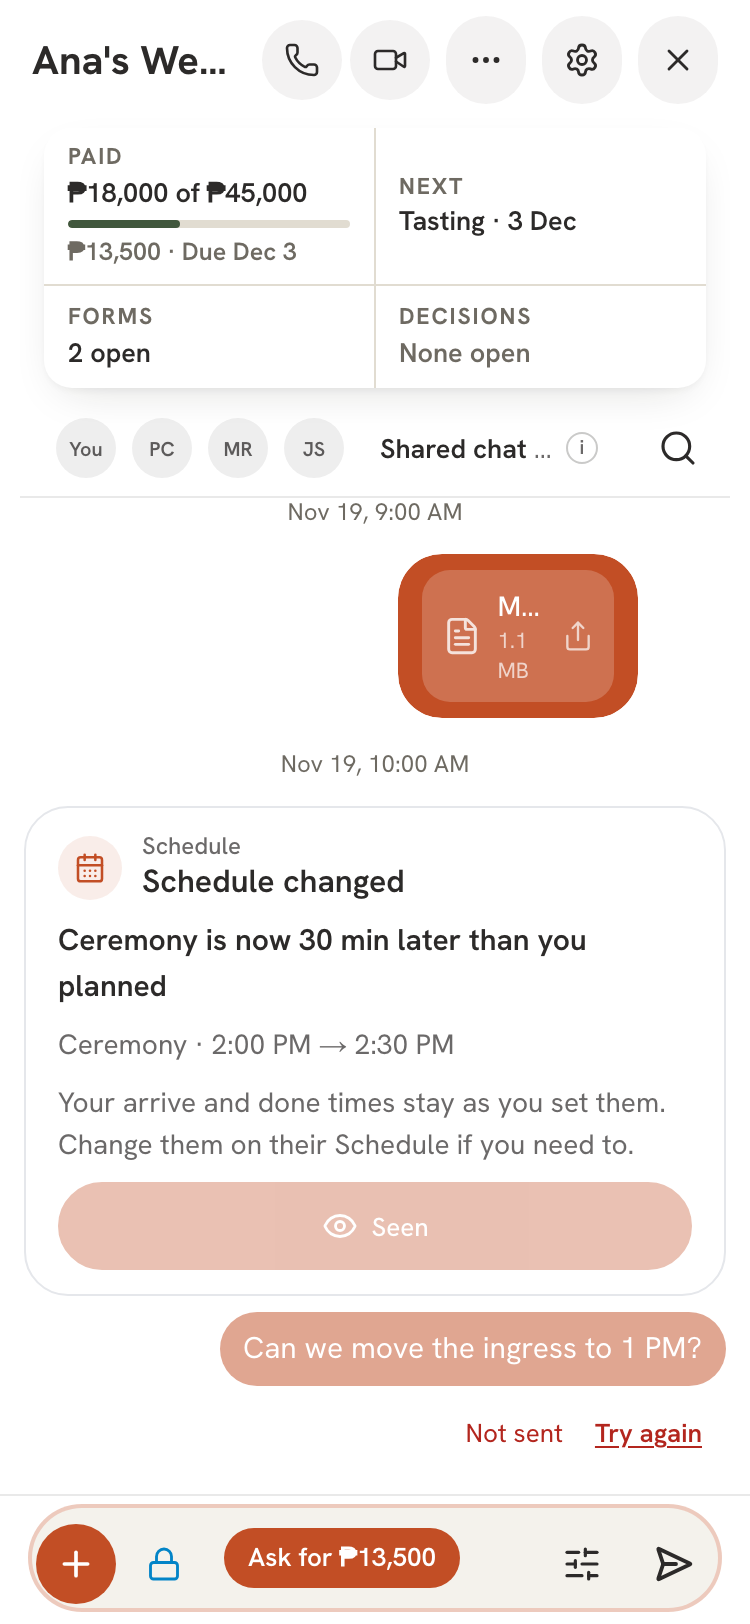 Ana's We...
PAID
₱18,000 of ₱45,000
₱13,500 · Due Dec 3
NEXT
Tasting · 3 Dec
FORMS
2 open
DECISIONS
None open
You
PC
MR
JS
Shared chat ...
i
Nov 19, 9:00 AM
M...
1.1
MB
Nov 19, 10:00 AM
Schedule
Schedule changed
Ceremony is now 30 min later than you
planned
Ceremony · 2:00 PM → 2:30 PM
Your arrive and done times stay as you set them.
Change them on their Schedule if you need to.
Seen
Can we move the ingress to 1 PM?
Not sent
Try again
Ask for ₱13,500